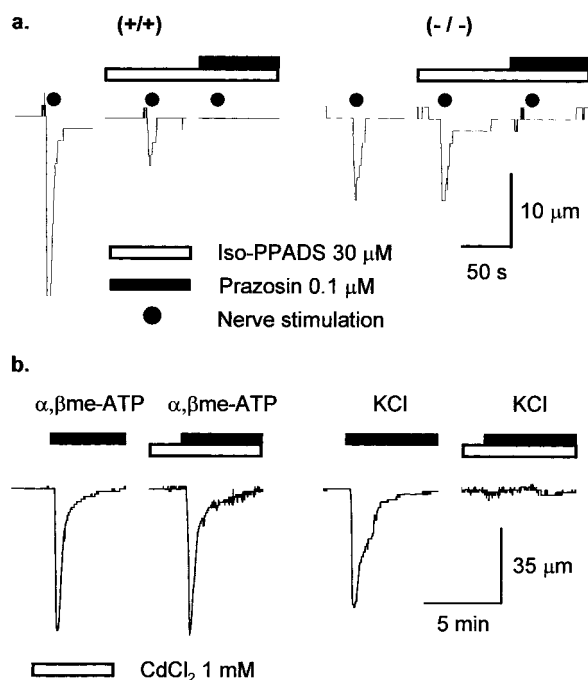 a.
(+/+) (- / -)
10 µm
50 s
Iso-PPADS 30 µM
Prazosin 0.1 µM
Nerve stimulation
b.
α,βme-ATP α,βme-ATP KCl KCl
35 µm
5 min
CdCl₂ 1 mM